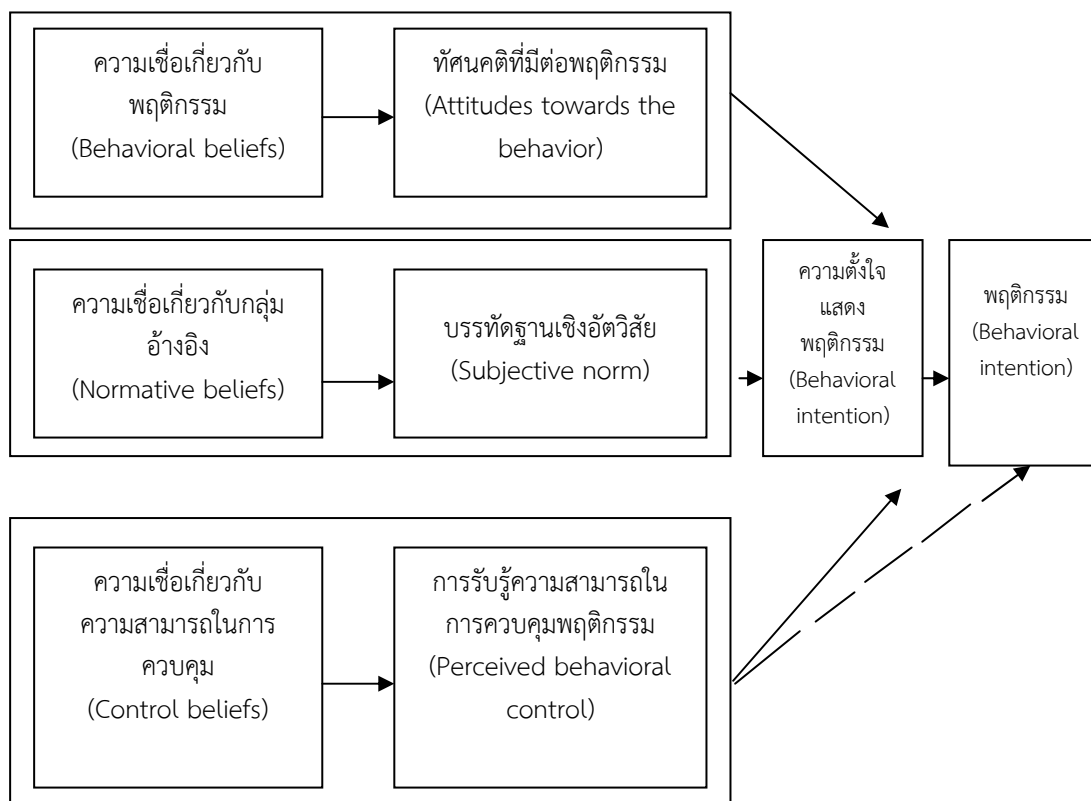 ความเชื่อเกี่ยวกับ
พฤติกรรม
(Behavioral beliefs)
ทัศนคติที่มีต่อพฤติกรรม
(Attitudes towards the
behavior)
ความเชื่อเกี่ยวกับกลุ่ม
อ้างอิง
(Normative beliefs)
บรรทัดฐานเชิงอัตวิสัย
(Subjective norm)
ความตั้งใจ
แสดง
พฤติกรรม
(Behavioral
intention)
พฤติกรรม
(Behavioral
intention)
ความเชื่อเกี่ยวกับ
ความสามารถในการ
ควบคุม
(Control beliefs)
การรับรู้ความสามารถใน
การควบคุมพฤติกรรม
(Perceived behavioral
control)